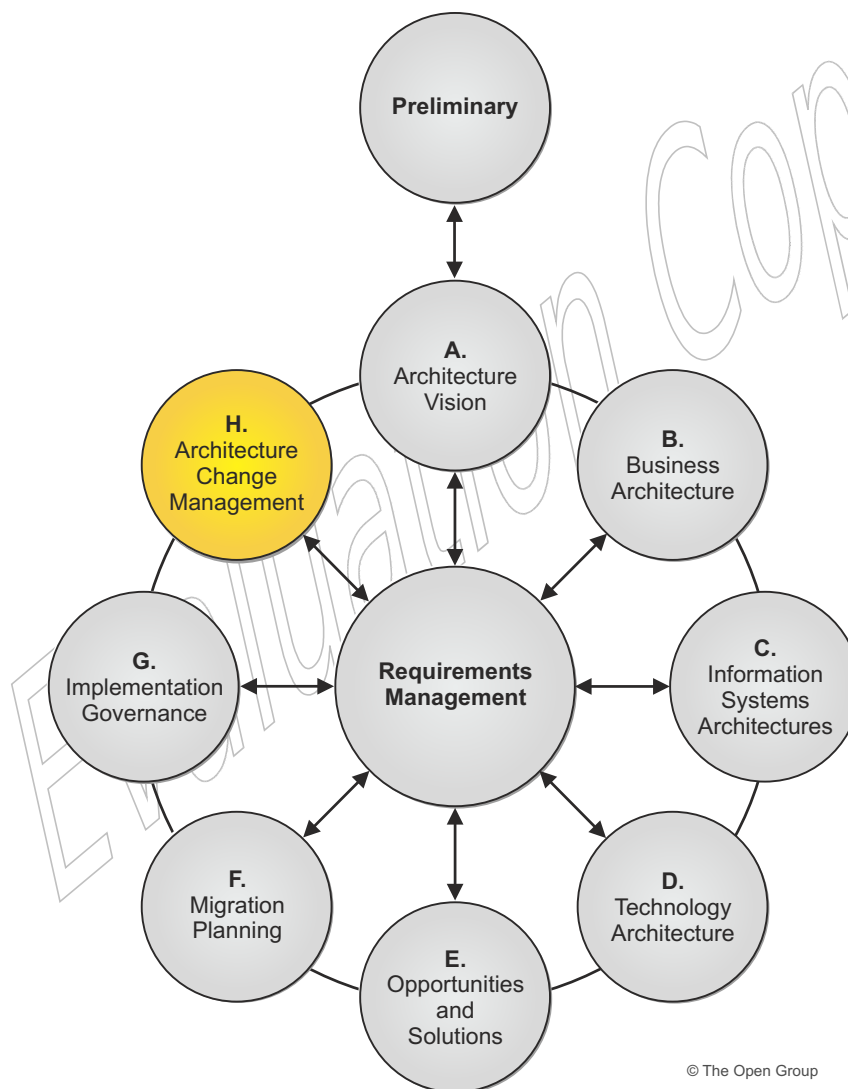 Preliminary
A.
Architecture
Vision
B.
Business
Architecture
C.
Information
Systems
Architectures
D.
Technology
Architecture
E.
Opportunities
and
Solutions
F.
Migration
Planning
G.
Implementation
Governance
H.
Architecture
Change
Management
Requirements
Management
Evaluation Cop
© The Open Group